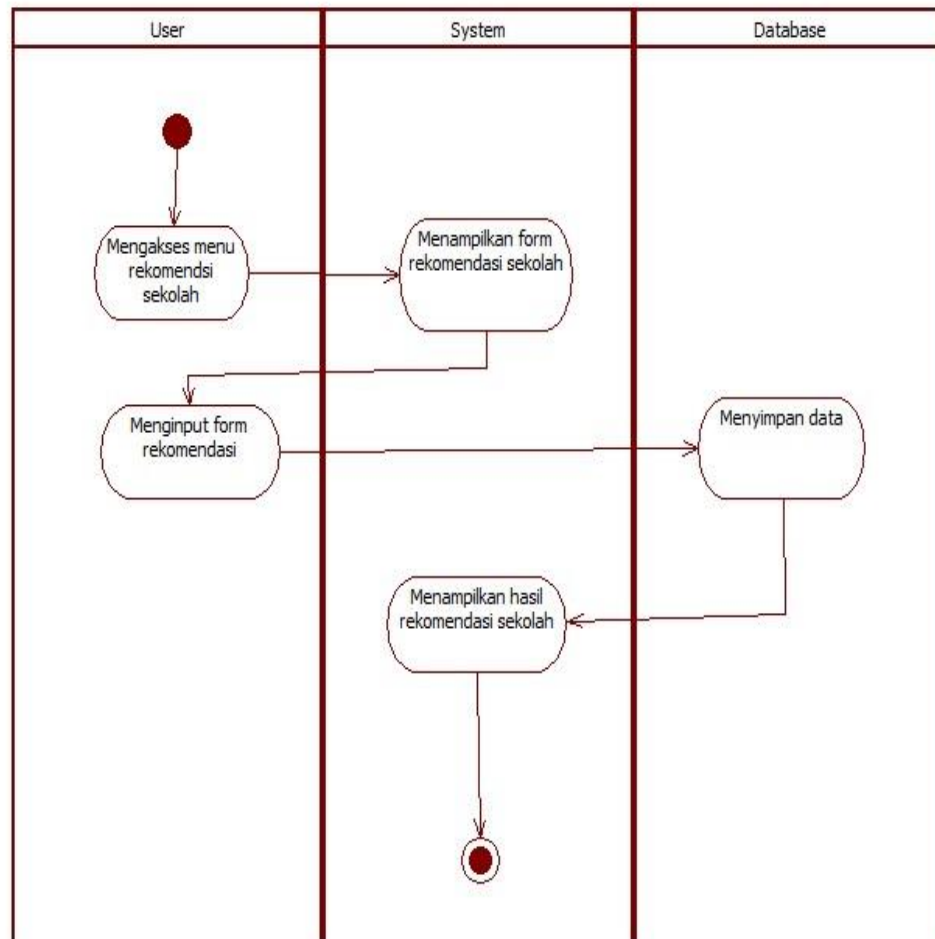 User
System
Database
Mengakses menu
rekomendsi
sekolah
Menampilkan form
rekomendasi sekolah
Menginput form
rekomendasi
Menyimpan data
Menampilkan hasil
rekomendasi sekolah